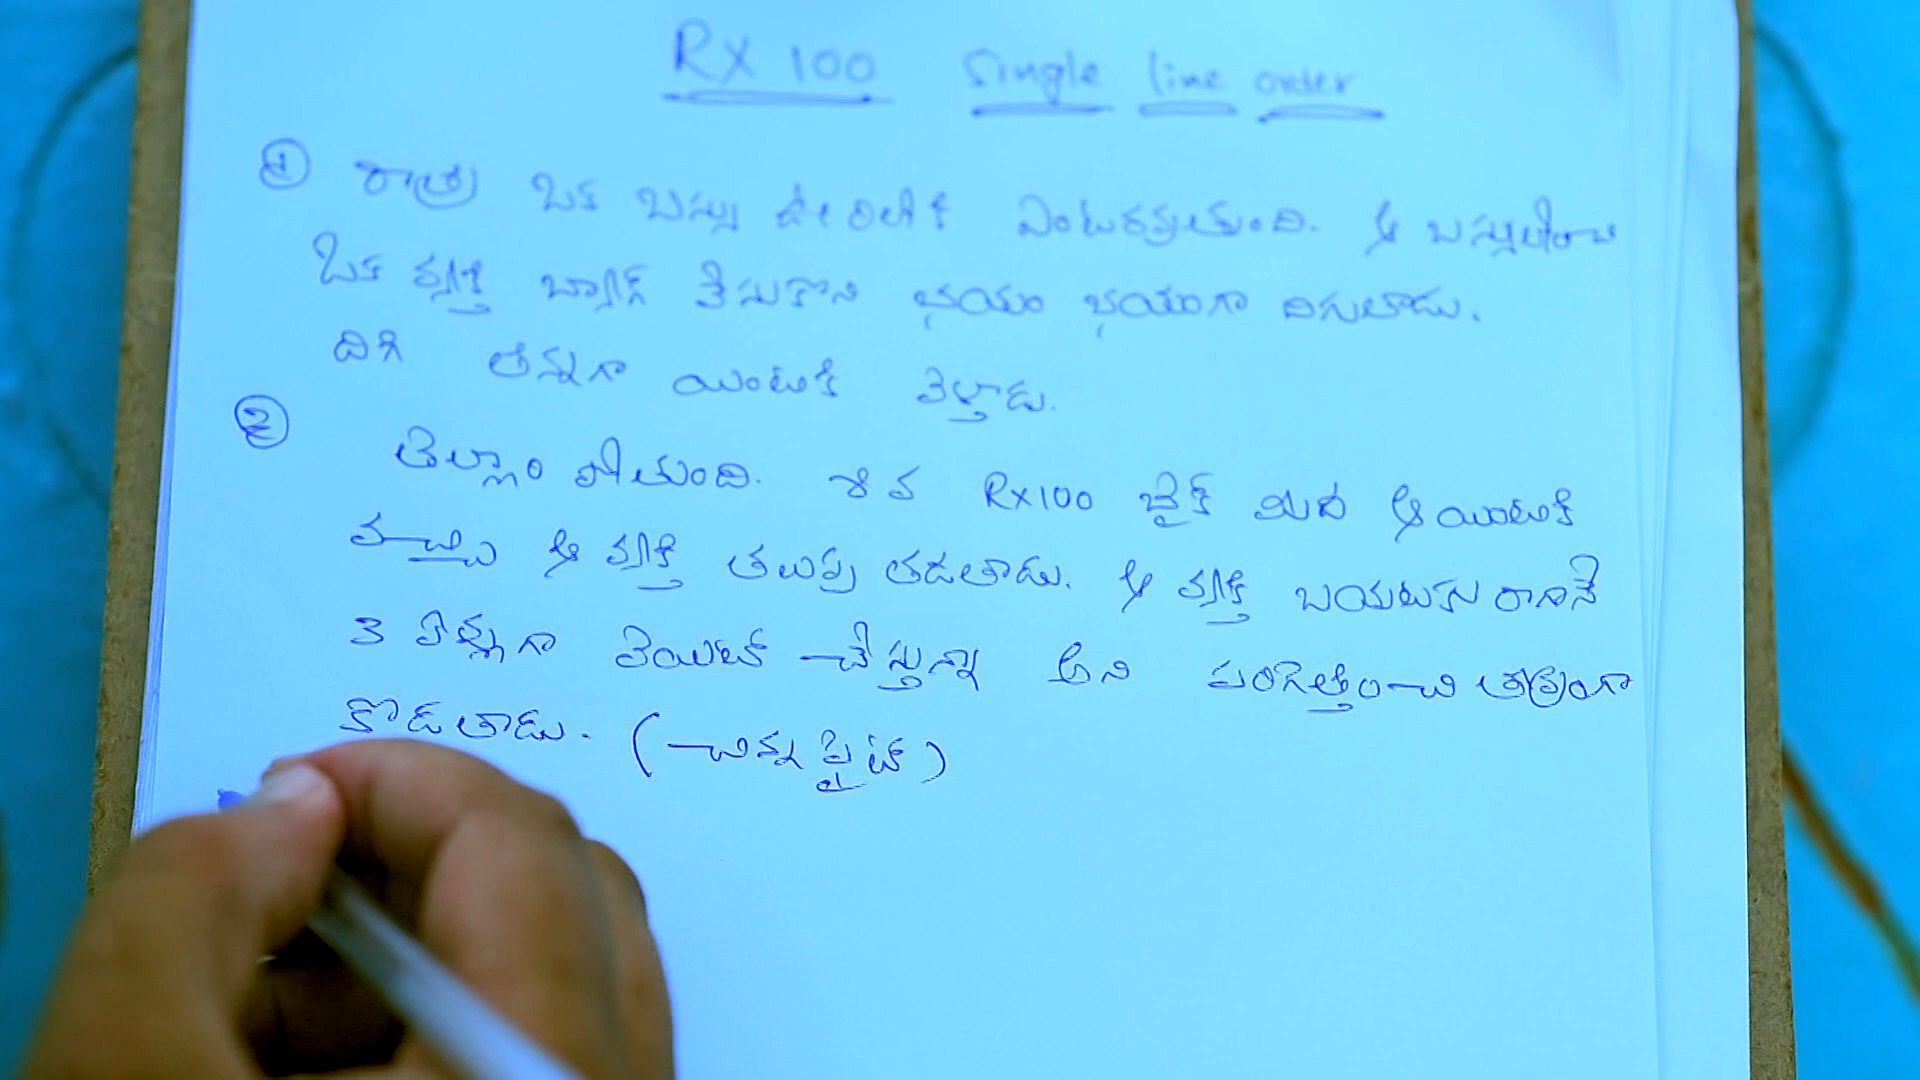 RX 100 Single line order
① రాత్రి ఒక బస్సు ఊరిలోకి ఎంటరవుతుంది. ఆ బస్సులోంచి
ఒక వ్యక్తి బ్యాగ్ తీసుకొని భయం భయంగా దిగుతాడు.
దిగి తిన్నగా యింటికి వెళ్తాడు.
② తెల్లారి పోతుంది. శివ RX100 బైక్ మీద ఆ యింటికి
వచ్చి ఆ వ్యక్తి తలుపు తడతాడు. ఆ వ్యక్తి బయటకు రాగానే
3 ఏళ్ళుగా వెయిట్ చేస్తున్నా అని పరిగెత్తించి
కొడతాడు. (చిన్న ఫైట్)